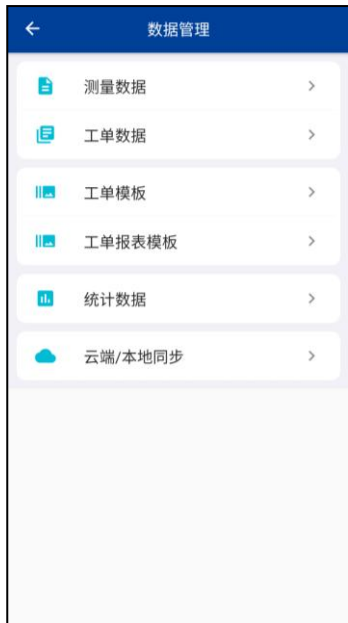 数据管理
测量数据
工单数据
工单模板
工单报表模板
统计数据
云端/本地同步